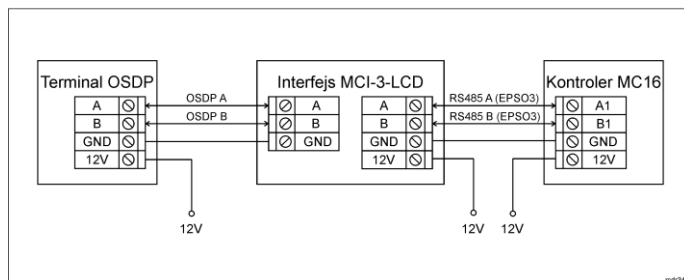 Terminal OSDP
Interfejs MCI-3-LCD
Kontroler MC16
A
OSDP A
A
A
RS485 A (EPSO3)
A1
B
OSDP B
B
B
RS485 B (EPSO3)
B1
GND
GND
GND
GND
12V
12V
12V
12V
12V
12V